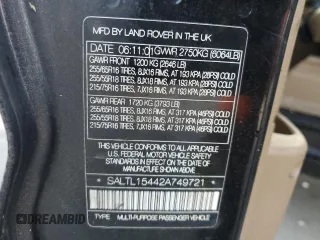 MFD BY LAND ROVER IN THE UK
DATE 06:11:01 GVWR 2750KG (6064LB)
GAWR FRONT 1200 KG (2646 LB)
255/65R16 TIRES, 8JX16 RIMS, AT 193 KPA (28PSI) COLD
255/55R18 TIRES, 8JX18 RIMS, AT 193 KPA (28PSI) COLD
215/75R16 TIRES, 7JX16 RIMS, AT 193 KPA (28PSI) COLD
GAWR REAR 1720 KG (3793 LB)
255/65R16 TIRES, 8JX16 RIMS, AT 317 KPA (46PSI) COLD
255/55R18 TIRES, 8JX18 RIMS, AT 317 KPA (46PSI) COLD
215/75R16 TIRES, 7JX16 RIMS, AT 317 KPA (46PSI) COLD
THIS VEHICLE CONFORMS TO ALL
APPLICABLE FEDERAL MOTOR
VEHICLE SAFETY AND BUMPER
STANDARDS IN EFFECT ON THE DATE
OF MANUFACTURE SHOWN ABOVE
SALTL15442A749721
TYPE MULTI-PURPOSE PASSENGER VEHICLE
AUTOBIDMASTER